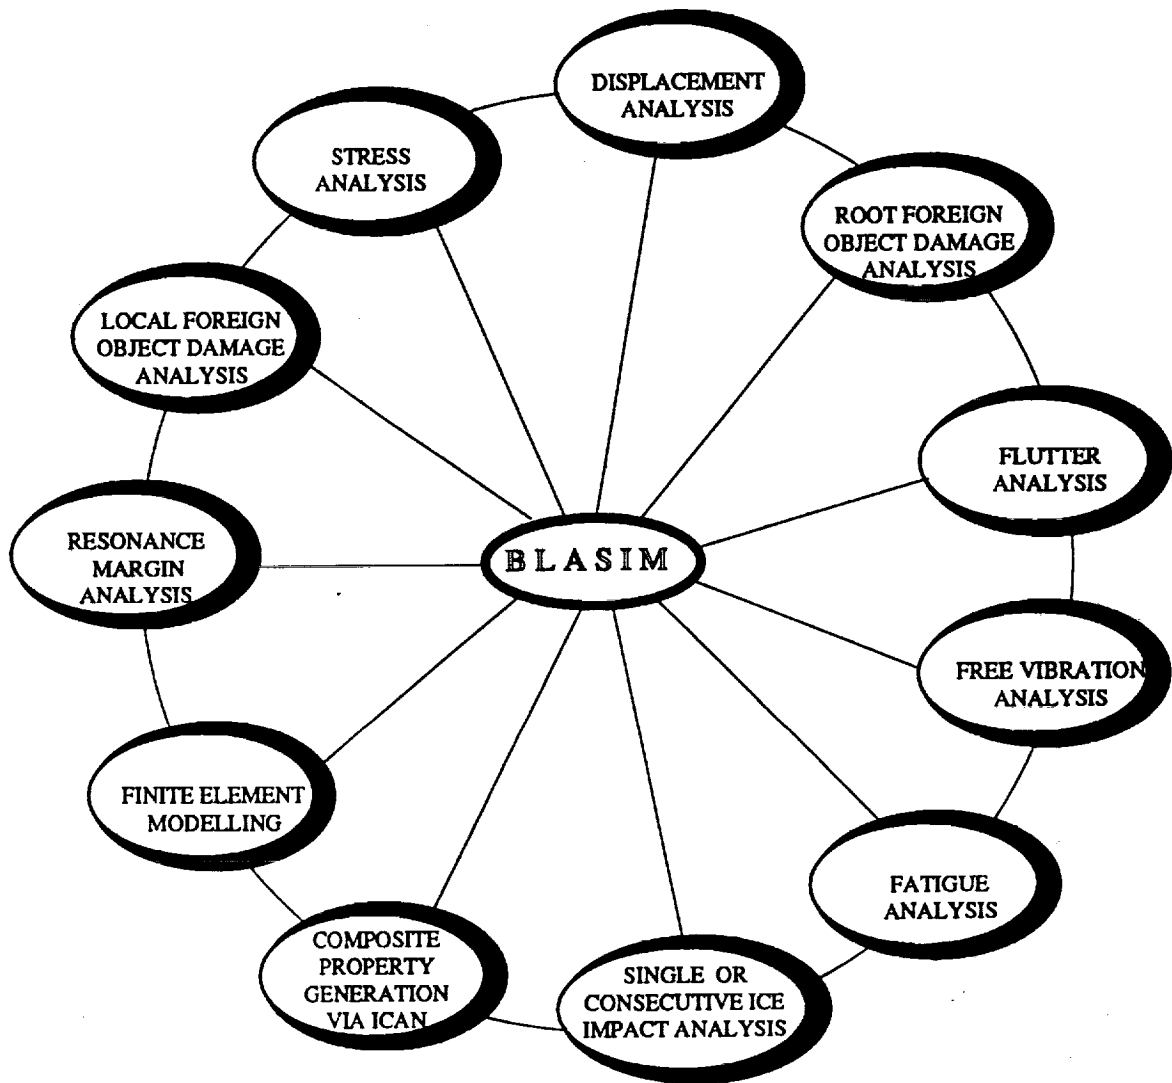 DISPLACEMENT
ANALYSIS
STRESS
ANALYSIS
ROOT FOREIGN
OBJECT DAMAGE
ANALYSIS
LOCAL FOREIGN
OBJECT DAMAGE
ANALYSIS
FLUTTER
ANALYSIS
RESONANCE
MARGIN
ANALYSIS
BLASIM
FREE VIBRATION
ANALYSIS
FINITE ELEMENT
MODELLING
FATIGUE
ANALYSIS
COMPOSITE
PROPERTY
GENERATION
VIA ICAN
SINGLE OR
CONSECUTIVE ICE
IMPACT ANALYSIS